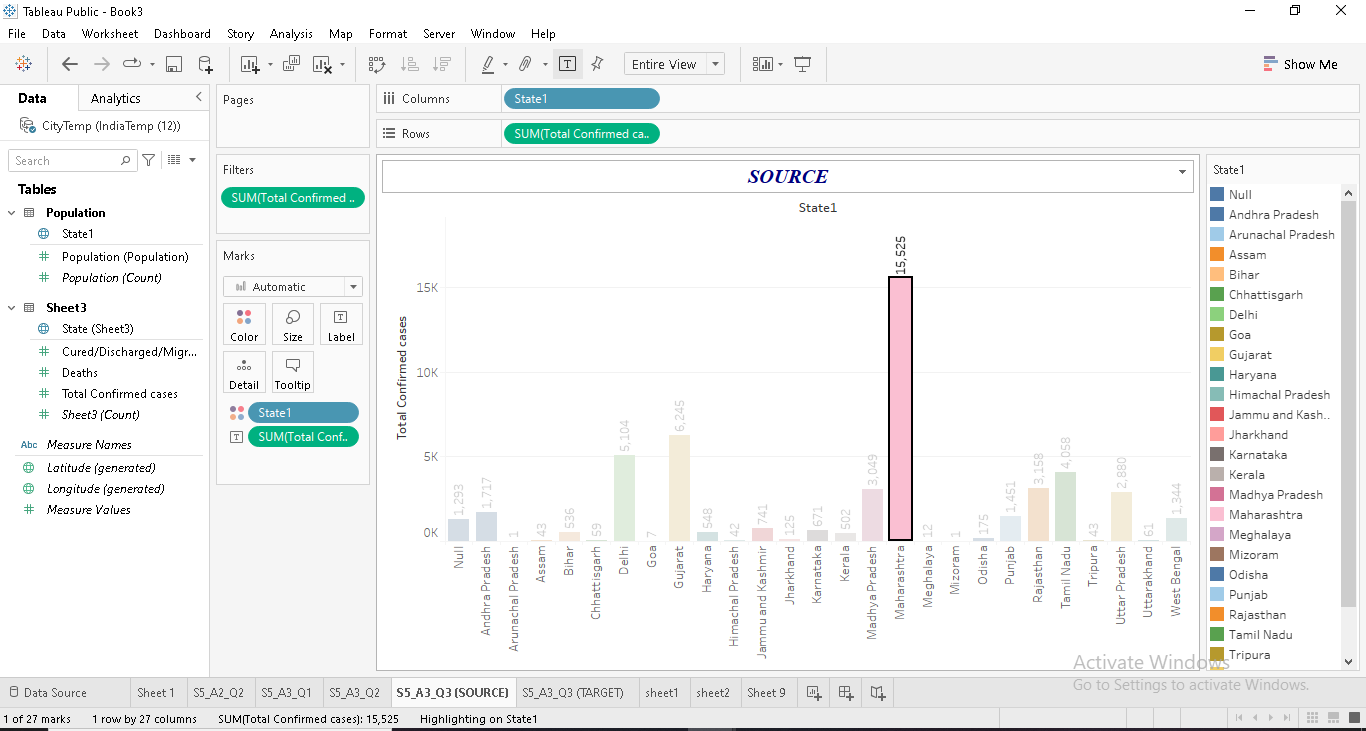 Tableau Public - Book3
File Data Worksheet Dashboard Story Analysis Map Format Server Window Help
Entire View
Show Me
Data Analytics
CityTemp (IndiaTemp (12))
Search
Tables
Population
State1
Population (Population)
Population (Count)
Sheet3
State (Sheet3)
Cured/Discharged/Migr...
Deaths
Total Confirmed cases
Sheet3 (Count)
Abc Measure Names
Latitude (generated)
Longitude (generated)
Measure Values
Pages
Filters
SUM(Total Confirmed ..
Marks
Automatic
Color Size Label
Detail Tooltip
State1
SUM(Total Conf..
Columns State1
Rows SUM(Total Confirmed ca..
SOURCE
State1
Total Confirmed cases
15K
10K
5K
0K
1,293
1,717
1
43
536
59
5,104
7
6,245
548
42
741
125
671
502
3,049
15,525
12
1
175
1,451
3,158
4,058
43
2,880
61
1,344
Null
Andhra Pradesh
Arunachal Pradesh
Assam
Bihar
Chhattisgarh
Delhi
Goa
Gujarat
Haryana
Himachal Pradesh
Jammu and Kashmir
Jharkhand
Karnataka
Kerala
Madhya Pradesh
Maharashtra
Meghalaya
Mizoram
Odisha
Punjab
Rajasthan
Tamil Nadu
Tripura
Uttar Pradesh
Uttarakhand
West Bengal
State1
Null
Andhra Pradesh
Arunachal Pradesh
Assam
Bihar
Chhattisgarh
Delhi
Goa
Gujarat
Haryana
Himachal Pradesh
Jammu and Kash..
Jharkhand
Karnataka
Kerala
Madhya Pradesh
Maharashtra
Meghalaya
Mizoram
Odisha
Punjab
Rajasthan
Tamil Nadu
Tripura
Activate Windows
Go to Settings to activate Windows.
Data Source Sheet 1 S5_A2_Q2 S5_A3_Q1 S5_A3_Q2 S5_A3_Q3 (SOURCE) S5_A3_Q3 (TARGET) sheet1 sheet2 Sheet 9
1 of 27 marks 1 row by 27 columns SUM(Total Confirmed cases): 15,525 Highlighting on State1